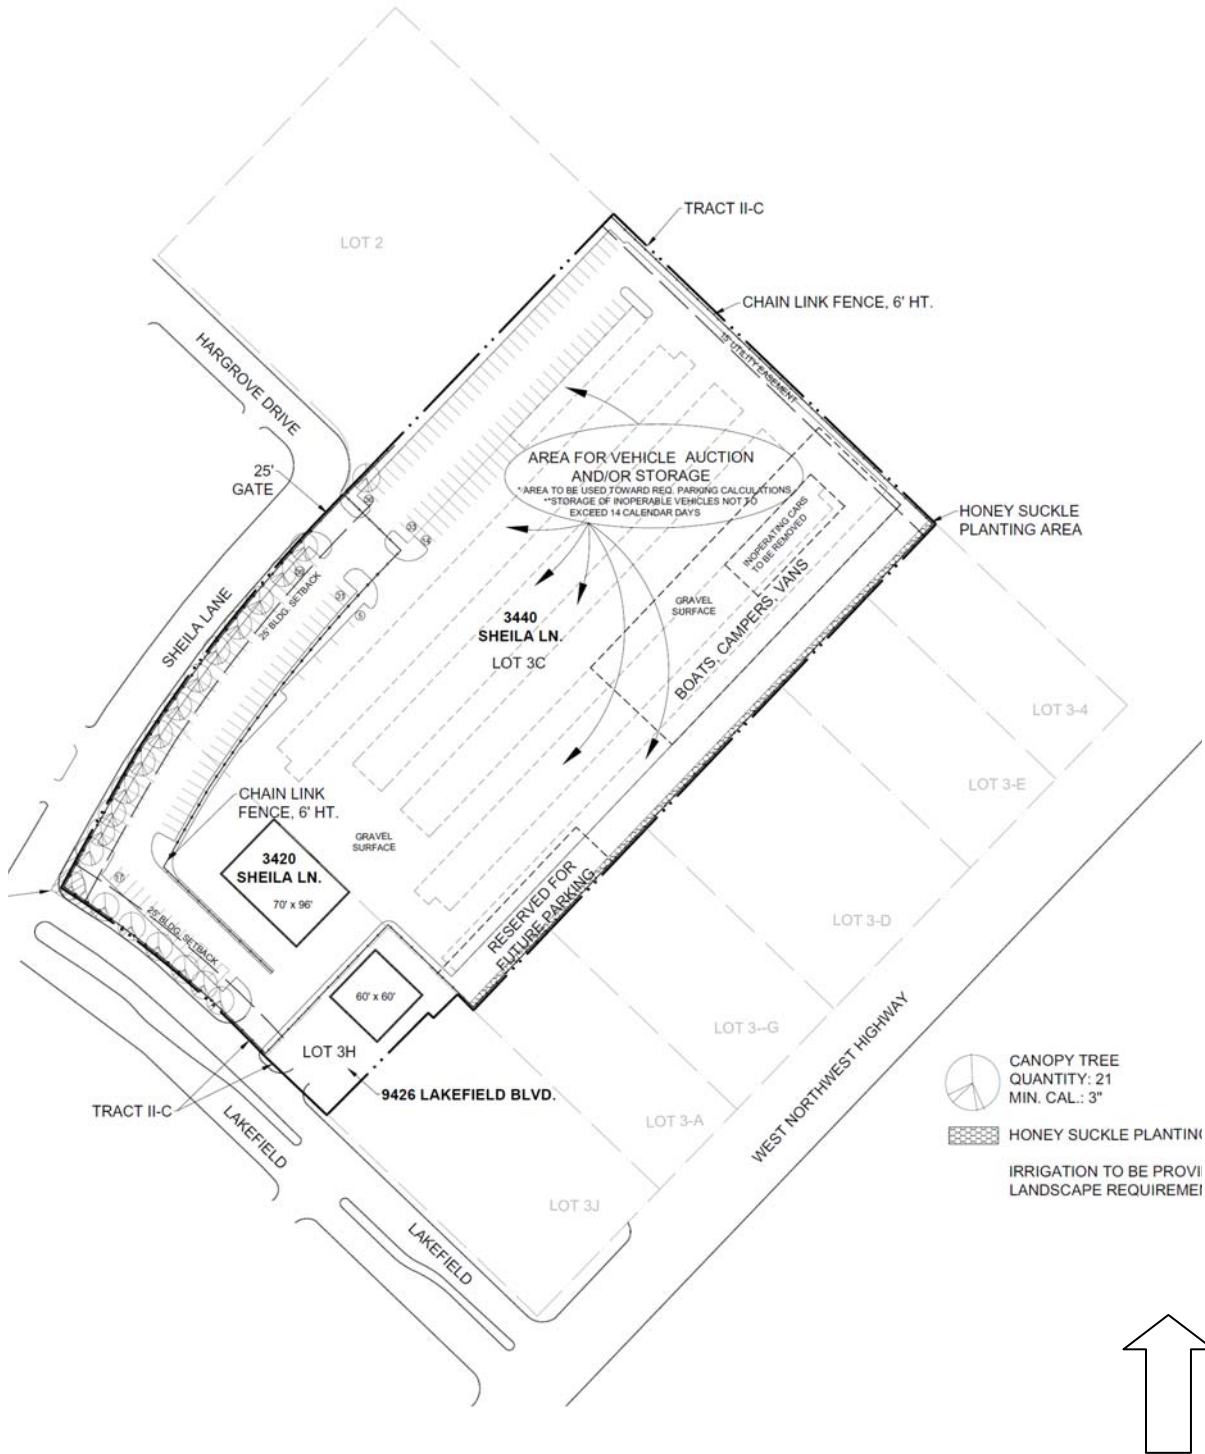 TRACT II-C
LOT 2
CHAIN LINK FENCE, 6' HT.
15' UTILITY EASEMENT
HARGROVE DRIVE
25'
GATE
AREA FOR VEHICLE AUCTION
AND/OR STORAGE
*AREA TO BE USED TOWARD REQ. PARKING CALCULATIONS
**STORAGE OF INOPERABLE VEHICLES NOT TO
EXCEED 14 CALENDAR DAYS
INOPERATING CARS
TO BE REMOVED
HONEY SUCKLE
PLANTING AREA
SHEILA LANE
25' BLDG. SETBACK
GRAVEL
SURFACE
3440
SHEILA LN.
LOT 3C
BOATS, CAMPERS, VANS
LOT 3-4
LOT 3-E
CHAIN LINK
FENCE, 6' HT.
GRAVEL
SURFACE
3420
SHEILA LN.
70' x 96'
RESERVED FOR
FUTURE PARKING
LOT 3-D
25' BLDG. SETBACK
60' x 60'
LOT 3--G
LOT 3H
9426 LAKEFIELD BLVD.
WEST NORTHWEST HIGHWAY
TRACT II-C
LAKEFIELD
LOT 3-A
LOT 3J
LAKEFIELD
CANOPY TREE
QUANTITY: 21
MIN. CAL.: 3"
HONEY SUCKLE PLANTING
IRRIGATION TO BE PROVI
LANDSCAPE REQUIREME